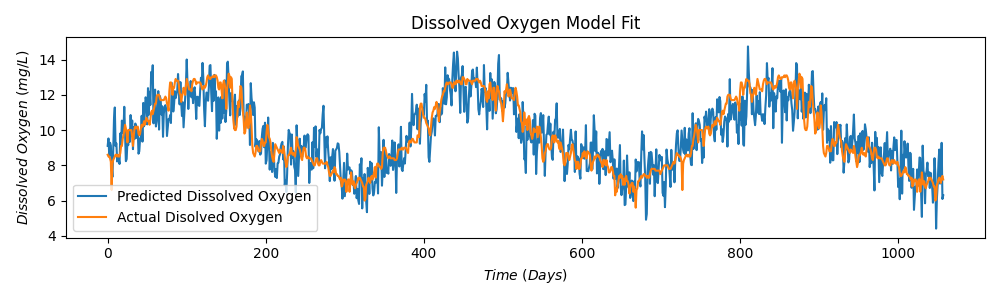 Dissolved Oxygen Model Fit
Dissolved Oxygen (mg/L)
14
12
10
8
6
4
Predicted Dissolved Oxygen
Actual Disolved Oxygen
0 200 400 600 800 1000
Time (Days)